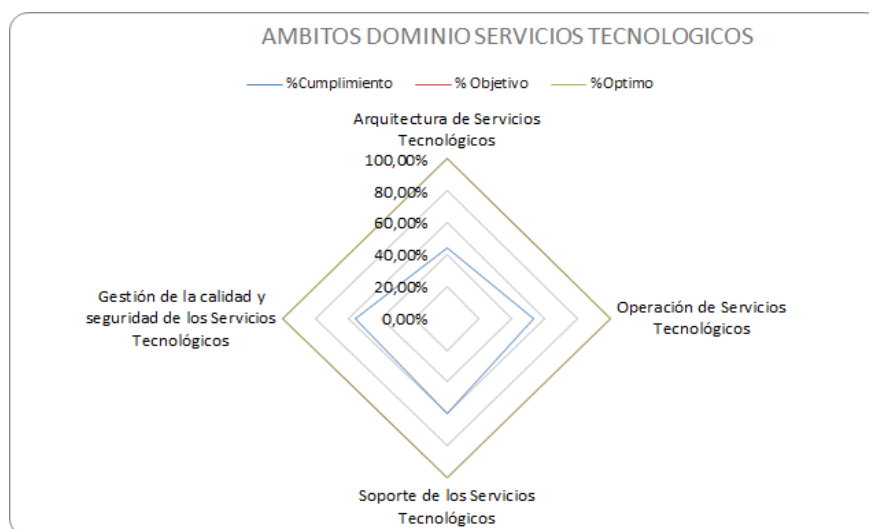 AMBITOS DOMINIO SERVICIOS TECNOLOGICOS
%Cumplimiento % Objetivo %Optimo
Arquitectura de Servicios
Tecnológicos
100,00%
80,00%
60,00%
40,00%
20,00%
0,00%
Gestión de la calidad y
seguridad de los Servicios
Tecnológicos
Operación de Servicios
Tecnológicos
Soporte de los Servicios
Tecnológicos